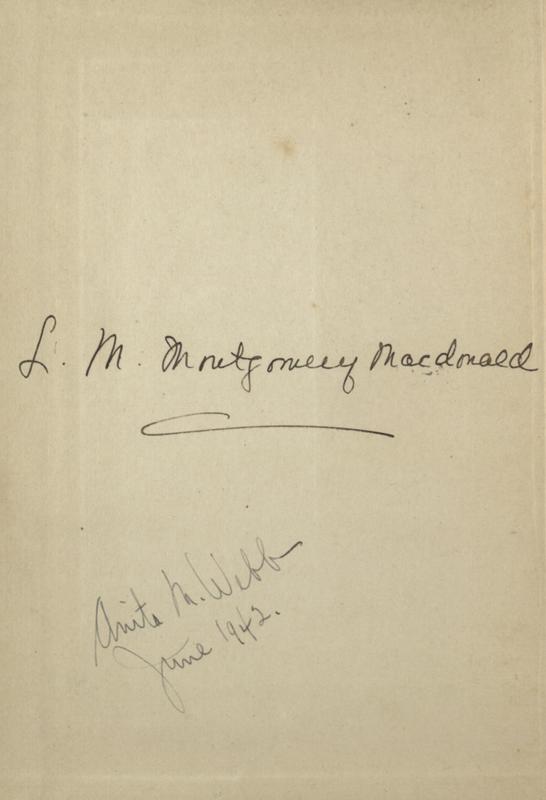 L. M. Montgomery Macdonald
Anita M. Webb
June 1942.